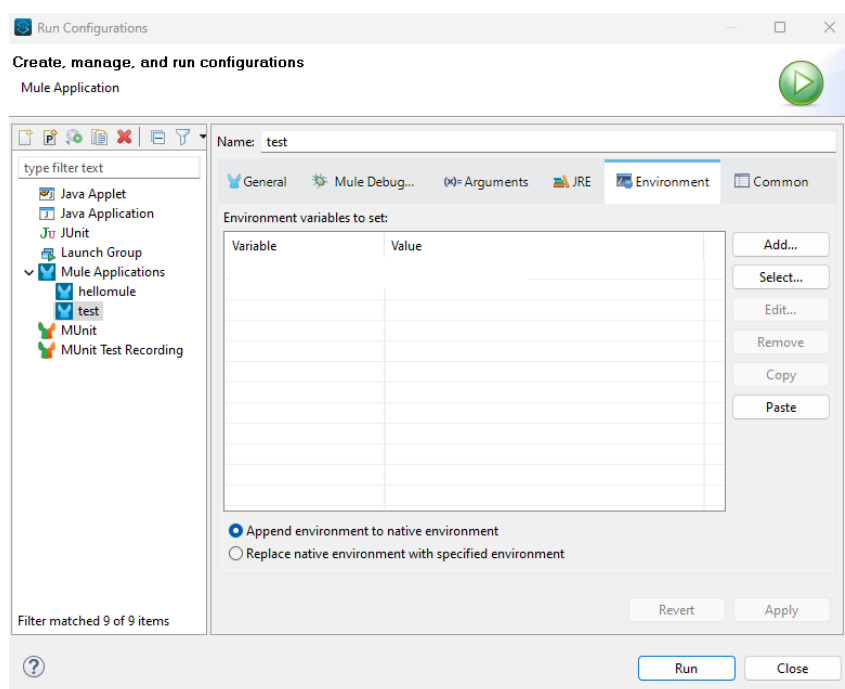 Run Configurations
Create, manage, and run configurations
Mule Application
type filter text
Java Applet
Java Application
Ju JUnit
Launch Group
Mule Applications
hellomule
test
MUnit
MUnit Test Recording
Filter matched 9 of 9 items
Name: test
General Mule Debug... (x)= Arguments JRE Environment Common
Environment variables to set:
Variable Value
Add...
Select...
Edit...
Remove
Copy
Paste
Append environment to native environment
Replace native environment with specified environment
Revert Apply
? Run Close